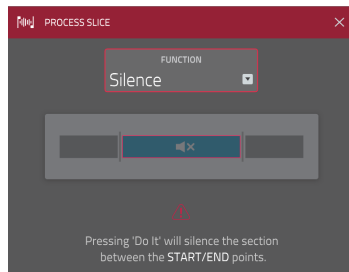 PROCESS SLICE
FUNCTION
Silence
Pressing 'Do It' will silence the section
between the START/END points.